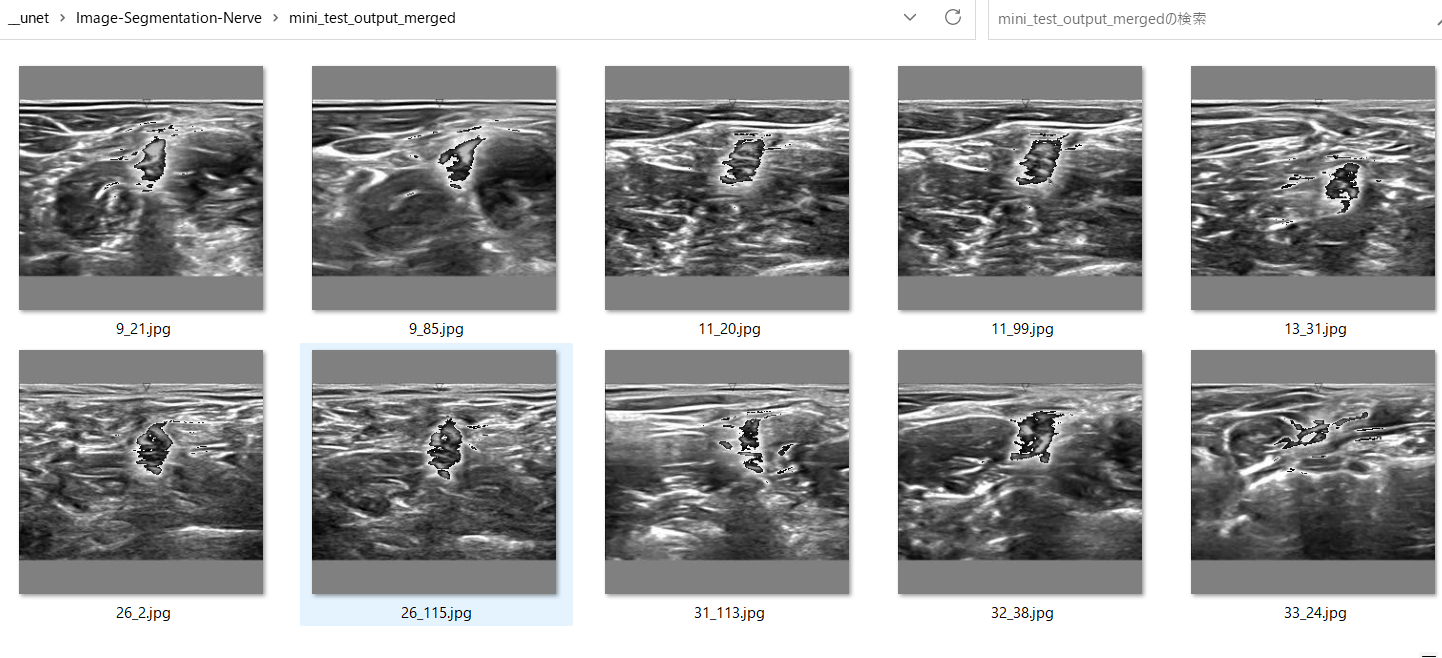 __unet > Image-Segmentation-Nerve > mini_test_output_merged
mini_test_output_mergedの検索
9_21.jpg
9_85.jpg
11_20.jpg
11_99.jpg
13_31.jpg
26_2.jpg
26_115.jpg
31_113.jpg
32_38.jpg
33_24.jpg